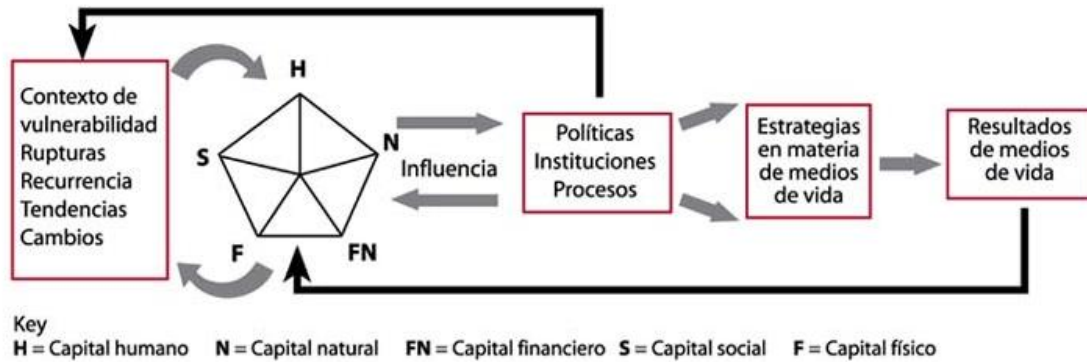 Contexto de
vulnerabilidad
Rupturas
Recurrencia
Tendencias
Cambios
H
S
N
F
FN
Influencia
Políticas
Instituciones
Procesos
Estrategias
en materia
de medios
de vida
Resultados
de medios
de vida
Key
H = Capital humano N = Capital natural FN = Capital financiero S = Capital social F = Capital físico